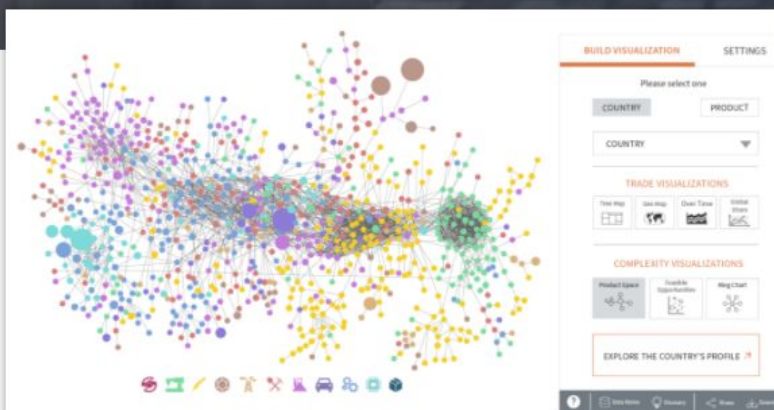 BUILD VISUALIZATION
SETTINGS
Please select one
COUNTRY
PRODUCT
COUNTRY
TRADE VISUALIZATIONS
Tree Map
Geo Map
Over Time
Global Share
COMPLEXITY VISUALIZATIONS
Product Space
Feasible Opportunities
Ring Chart
EXPLORE THE COUNTRY'S PROFILE
?
Data Notes
Glossary
Share